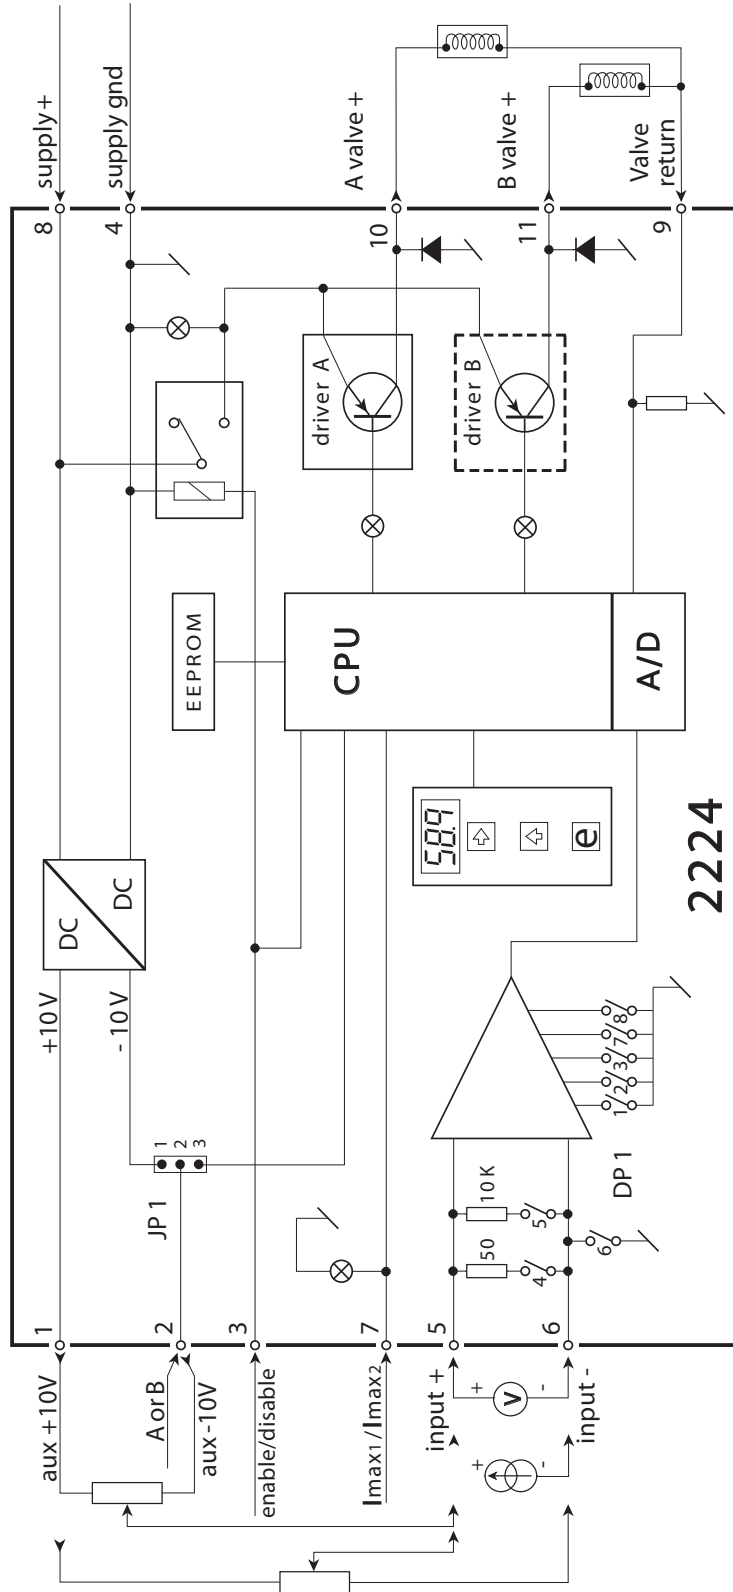 supply+
supply gnd
A valve +
B valve +
Valve
return
8
4
10
11
9
driver A
driver B
EEPROM
CPU
A/D
DC
DC
58.9
e
2224
+10 V
- 10 V
JP 1
1
2
3
10 K
50
5
4
6
DP 1
1
2
3
7
8
1
2
3
7
5
6
aux +10V
A or B
aux -10V
enable/disable
Imax1 / Imax2
input +
input -
+
V
-
+
-